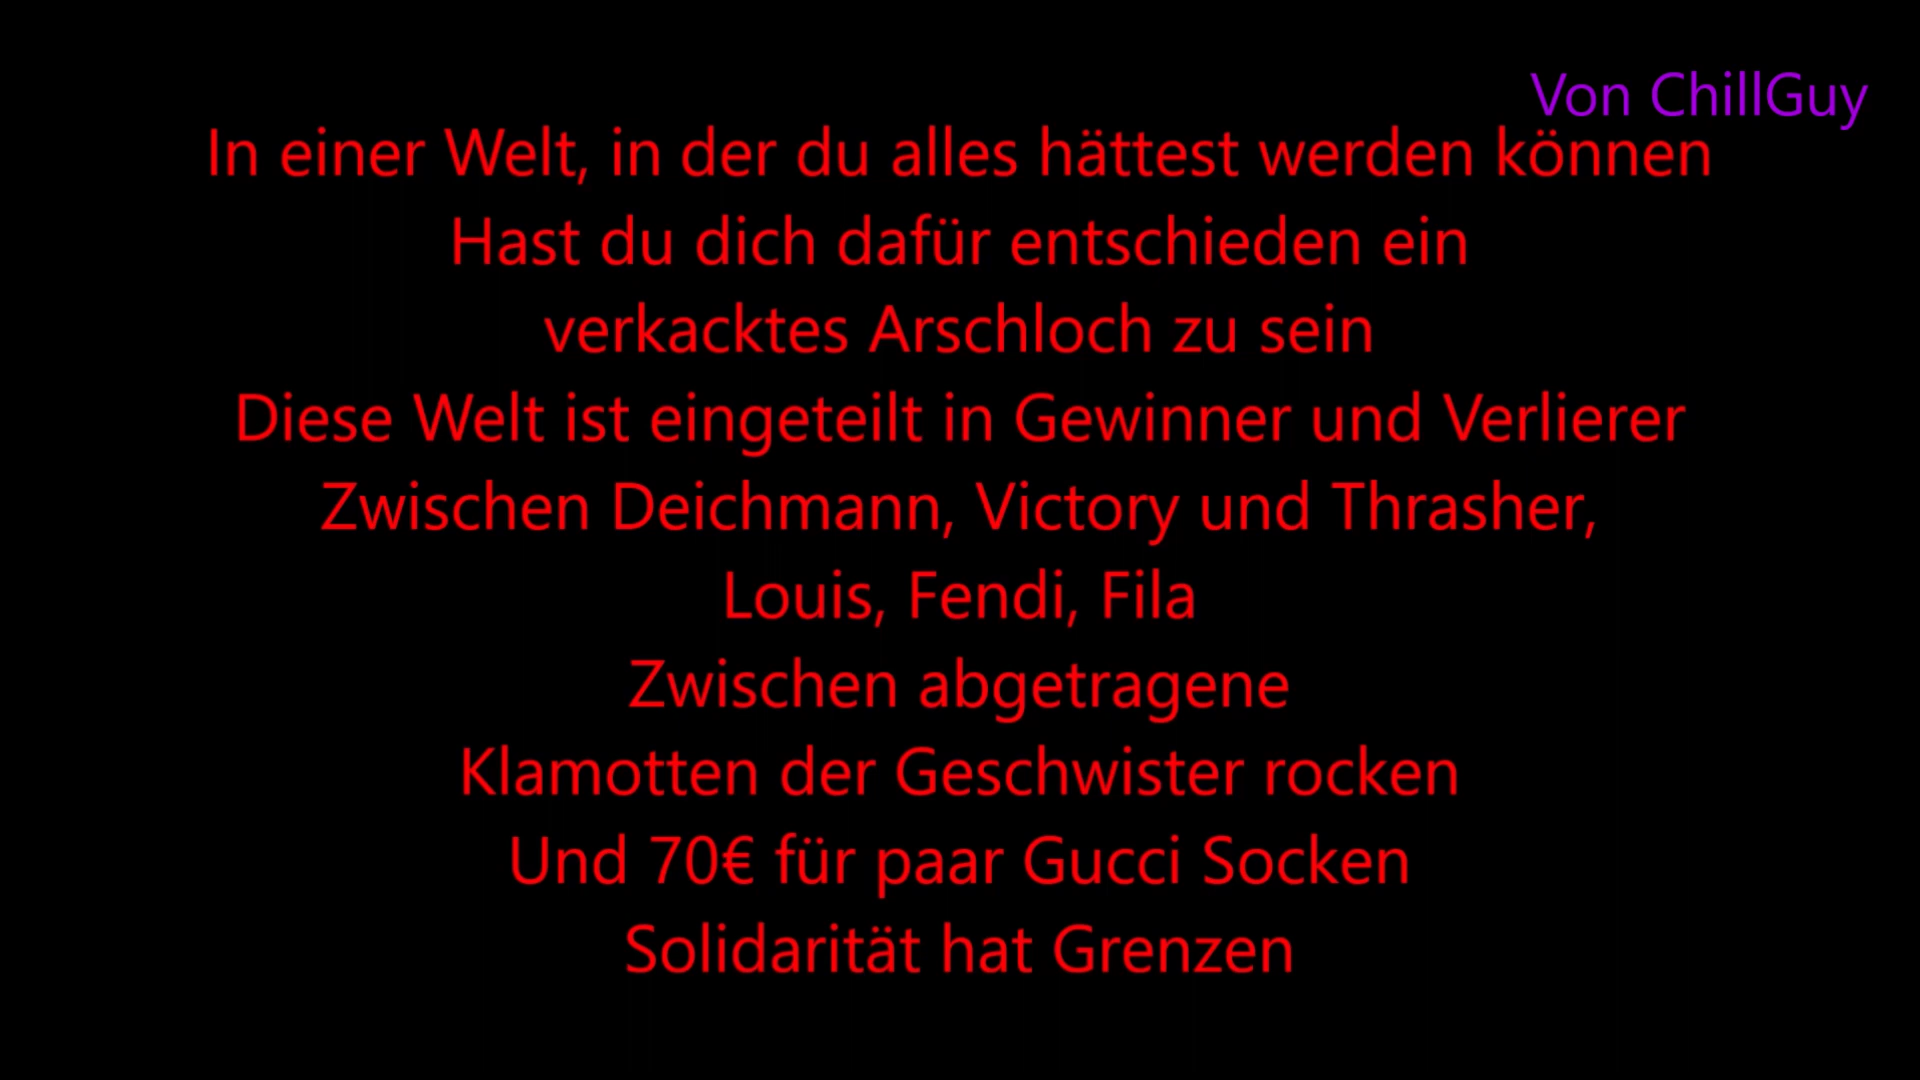 Von ChillGuy
In einer Welt, in der du alles hättest werden können
Hast du dich dafür entschieden ein
verkacktes Arschloch zu sein
Diese Welt ist eingeteilt in Gewinner und Verlierer
Zwischen Deichmann, Victory und Thrasher,
Louis, Fendi, Fila
Zwischen abgetragene
Klamotten der Geschwister rocken
Und 70€ für paar Gucci Socken
Solidarität hat Grenzen